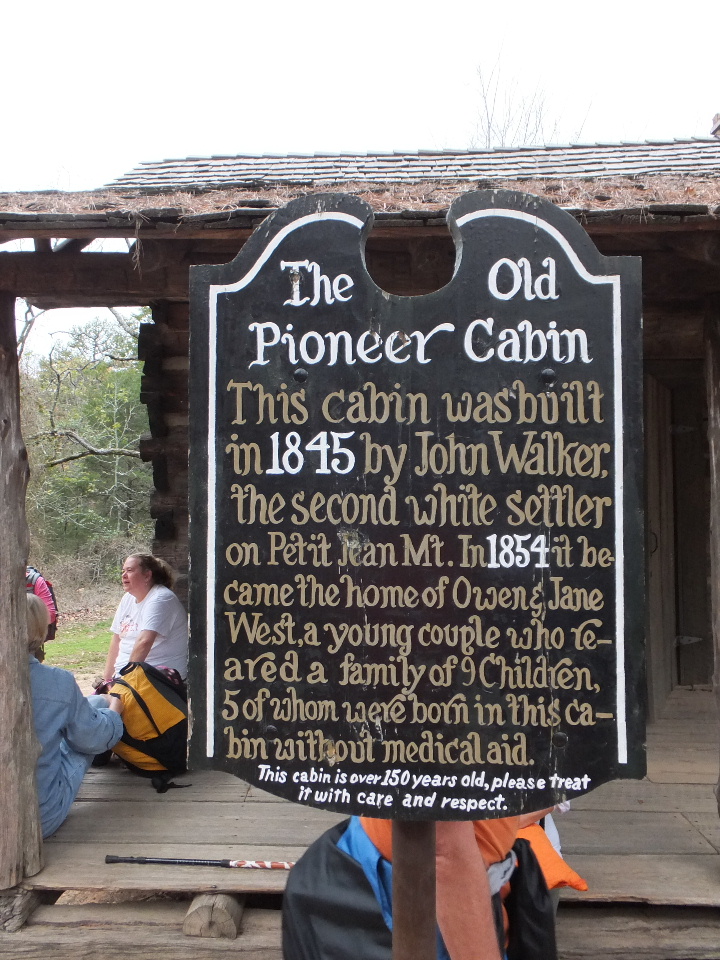 The Old
Pioneer Cabin
This cabin was built
in 1845 by John Walker,
the second white settler
on Petit Jean Mt. In 1854 it be-
came the home of Owen & Jane
West, a young couple who re-
ared a family of 9 Children,
5 of whom were born in this ca-
bin without medical aid.
This cabin is over 150 years old, please treat
it with care and respect.